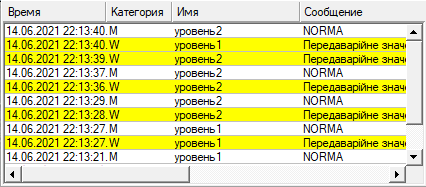 Время Категория Имя Сообщение
14.06.2021 22:13:40. M уровень2 NORMA
14.06.2021 22:13:40. W уровень1 Передаварійне знач
14.06.2021 22:13:39. W уровень2 Передаварійне знач
14.06.2021 22:13:37. M уровень2 NORMA
14.06.2021 22:13:36. W уровень2 Передаварійне знач
14.06.2021 22:13:29. M уровень2 NORMA
14.06.2021 22:13:28. W уровень2 Передаварійне знач
14.06.2021 22:13:27. M уровень1 NORMA
14.06.2021 22:13:27. W уровень1 Передаварійне знач
14.06.2021 22:13:21. M уровень1 NORMA